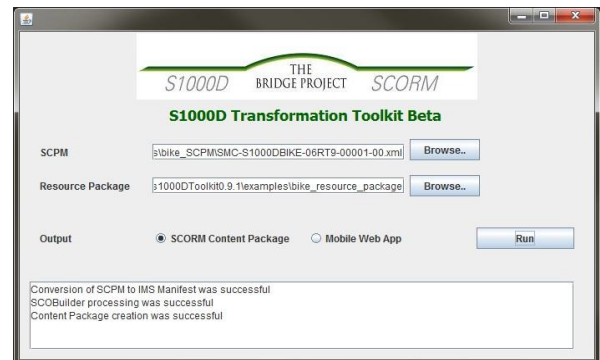 THE
S1000D BRIDGE PROJECT SCORM
S1000D Transformation Toolkit Beta
SCPM s\bike_SCPM\SMC-S1000DBIKE-06RT9-00001-00.xml Browse..
Resource Package s1000DToolkit0.9.1\examples\bike_resource_package Browse..
Output SCORM Content Package Mobile Web App Run
Conversion of SCPM to IMS Manifest was successful
SCOBuilder processing was successful
Content Package creation was successful